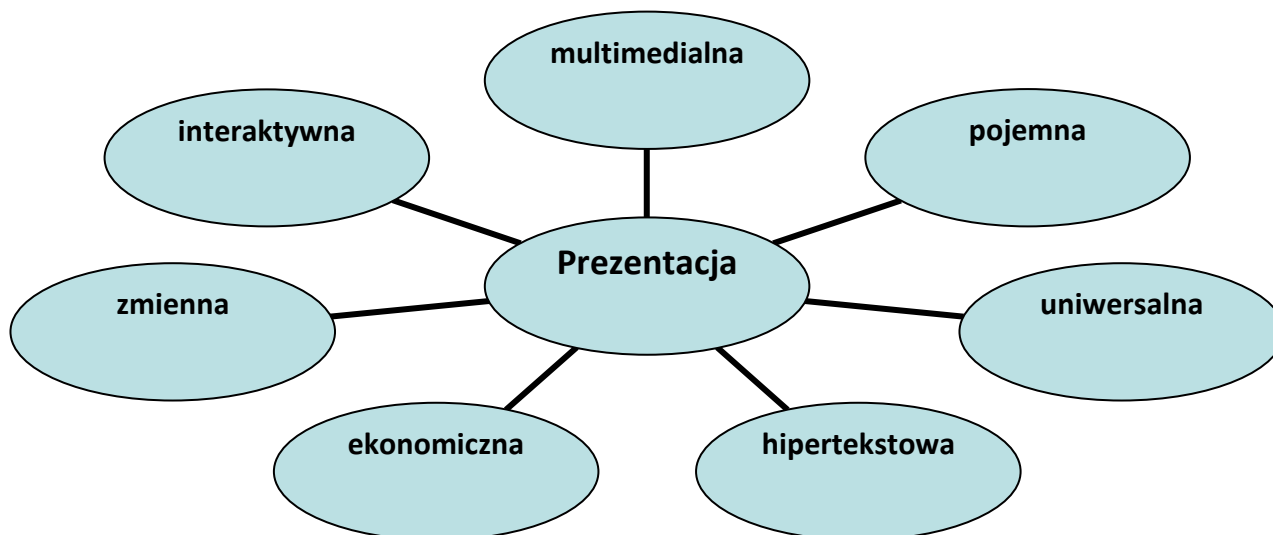 multimedialna
interaktywna
pojemna
Prezentacja
zmienna
uniwersalna
ekonomiczna
hipertekstowa